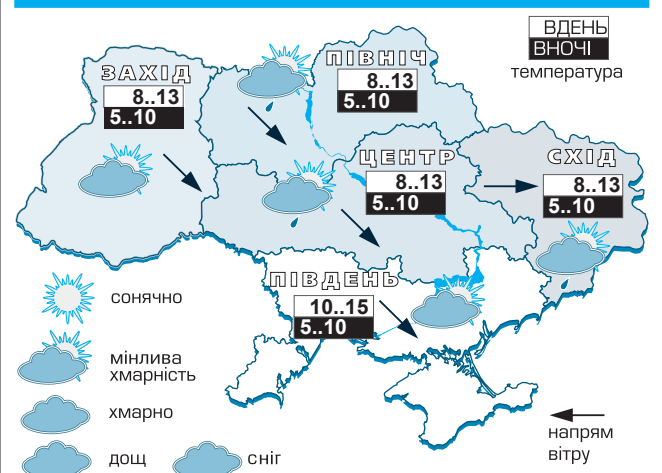 ВДЕНЬ
ВНОЧІ
температура
ЗАХІД
8..13
5..10
ПІВНІЧ
8..13
5..10
ЦЕНТР
8..13
5..10
СХІД
8..13
5..10
ПІВДЕНЬ
10..15
5..10
сонячно
мінлива
хмарність
хмарно
дощ
сніг
напрям
вітру